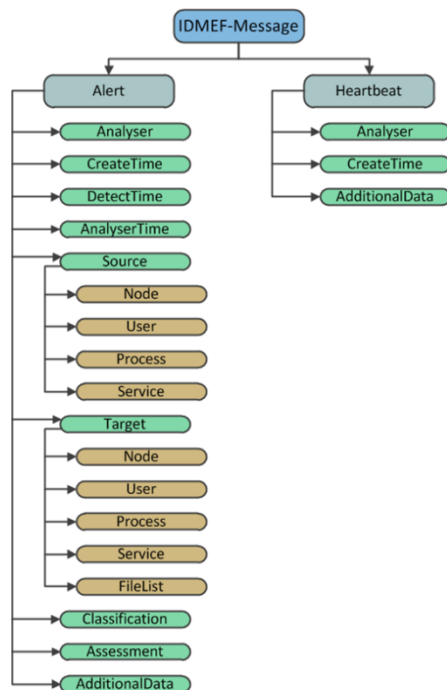 IDMEF-Message
Alert
Heartbeat
Analyser
CreateTime
DetectTime
AnalyserTime
Source
Node
User
Process
Service
Target
Node
User
Process
Service
FileList
Classification
Assessment
AdditionalData
Analyser
CreateTime
AdditionalData